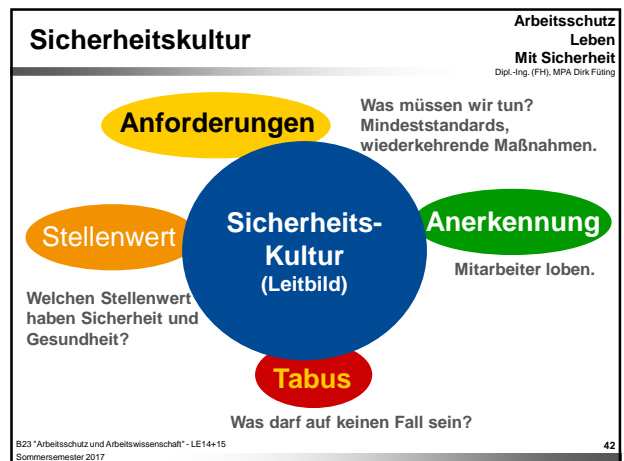 Sicherheitskultur
Arbeitsschutz
Leben
Mit Sicherheit
Dipl.-Ing. (FH), MPA Dirk Füting
Anforderungen
Was müssen wir tun?
Mindeststandards,
wiederkehrende Maßnahmen.
Stellenwert
Sicherheits-
Kultur
(Leitbild)
Anerkennung
Mitarbeiter loben.
Welchen Stellenwert
haben Sicherheit und
Gesundheit?
Tabus
Was darf auf keinen Fall sein?
B23 "Arbeitsschutz und Arbeitswissenschaft" - LE14+15
Sommersemester 2017
42